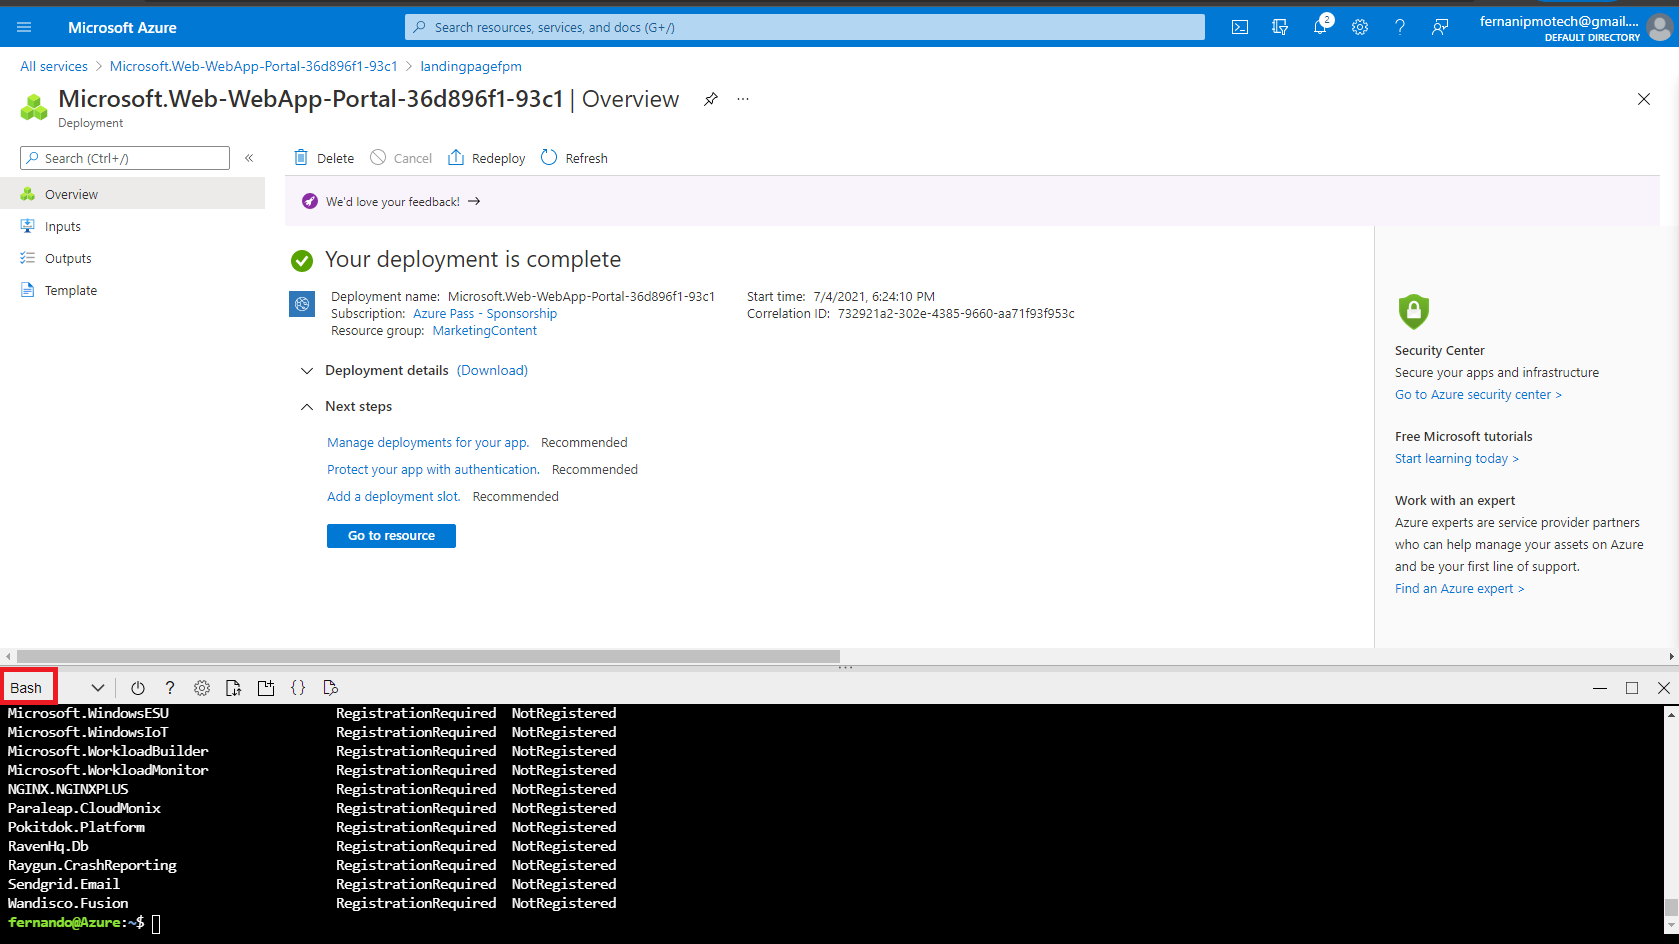 Microsoft Azure
Search resources, services, and docs (G+/)
2
fernanipmotech@gmail....
DEFAULT DIRECTORY
All services > Microsoft.Web-WebApp-Portal-36d896f1-93c1 > landingpagefpm
Microsoft.Web-WebApp-Portal-36d896f1-93c1 | Overview
Deployment
Search (Ctrl+/)
Delete Cancel Redeploy Refresh
Overview
Inputs
Outputs
Template
We'd love your feedback! →
Your deployment is complete
Deployment name: Microsoft.Web-WebApp-Portal-36d896f1-93c1
Subscription: Azure Pass - Sponsorship
Resource group: MarketingContent
Start time: 7/4/2021, 6:24:10 PM
Correlation ID: 732921a2-302e-4385-9660-aa71f93f953c
Deployment details (Download)
Next steps
Manage deployments for your app. Recommended
Protect your app with authentication. Recommended
Add a deployment slot. Recommended
Go to resource
Security Center
Secure your apps and infrastructure
Go to Azure security center >
Free Microsoft tutorials
Start learning today >
Work with an expert
Azure experts are service provider partners
who can help manage your assets on Azure
and be your first line of support.
Find an Azure expert >
Bash
Microsoft.WindowsESU RegistrationRequired NotRegistered
Microsoft.WindowsIoT RegistrationRequired NotRegistered
Microsoft.WorkloadBuilder RegistrationRequired NotRegistered
Microsoft.WorkloadMonitor RegistrationRequired NotRegistered
NGINX.NGINXPLUS RegistrationRequired NotRegistered
Paraleap.CloudMonix RegistrationRequired NotRegistered
Pokitdok.Platform RegistrationRequired NotRegistered
RavenHq.Db RegistrationRequired NotRegistered
Raygun.CrashReporting RegistrationRequired NotRegistered
Sendgrid.Email RegistrationRequired NotRegistered
Wandisco.Fusion RegistrationRequired NotRegistered
fernando@Azure:~$